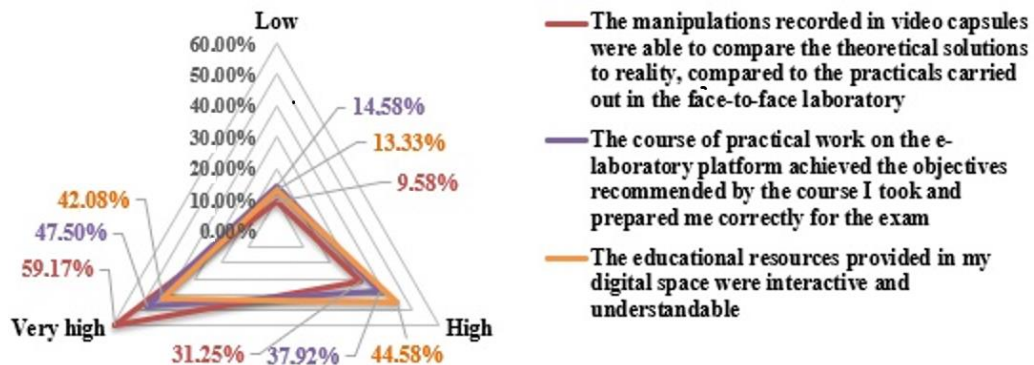 Low
60.00%
50.00%
40.00%
30.00%
20.00%
10.00%
0.00%
14.58%
13.33%
9.58%
42.08%
47.50%
59.17%
Very high
High
31.25%
37.92%
44.58%
The manipulations recorded in video capsules
were able to compare the theoretical solutions
to reality, compared to the practicals carried
out in the face-to-face laboratory
The course of practical work on the e-
laboratory platform achieved the objectives
recommended by the course I took and
prepared me correctly for the exam
The educational resources provided in my
digital space were interactive and
understandable